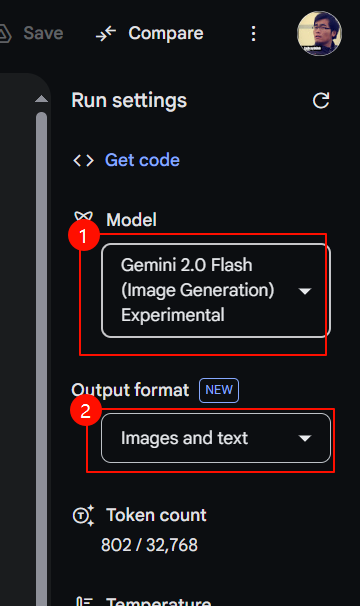 Save
Compare
Run settings
<> Get code
Model
1
Gemini 2.0 Flash
(Image Generation)
Experimental
Output format NEW
2
Images and text
Token count
802 / 32,768
Temperature